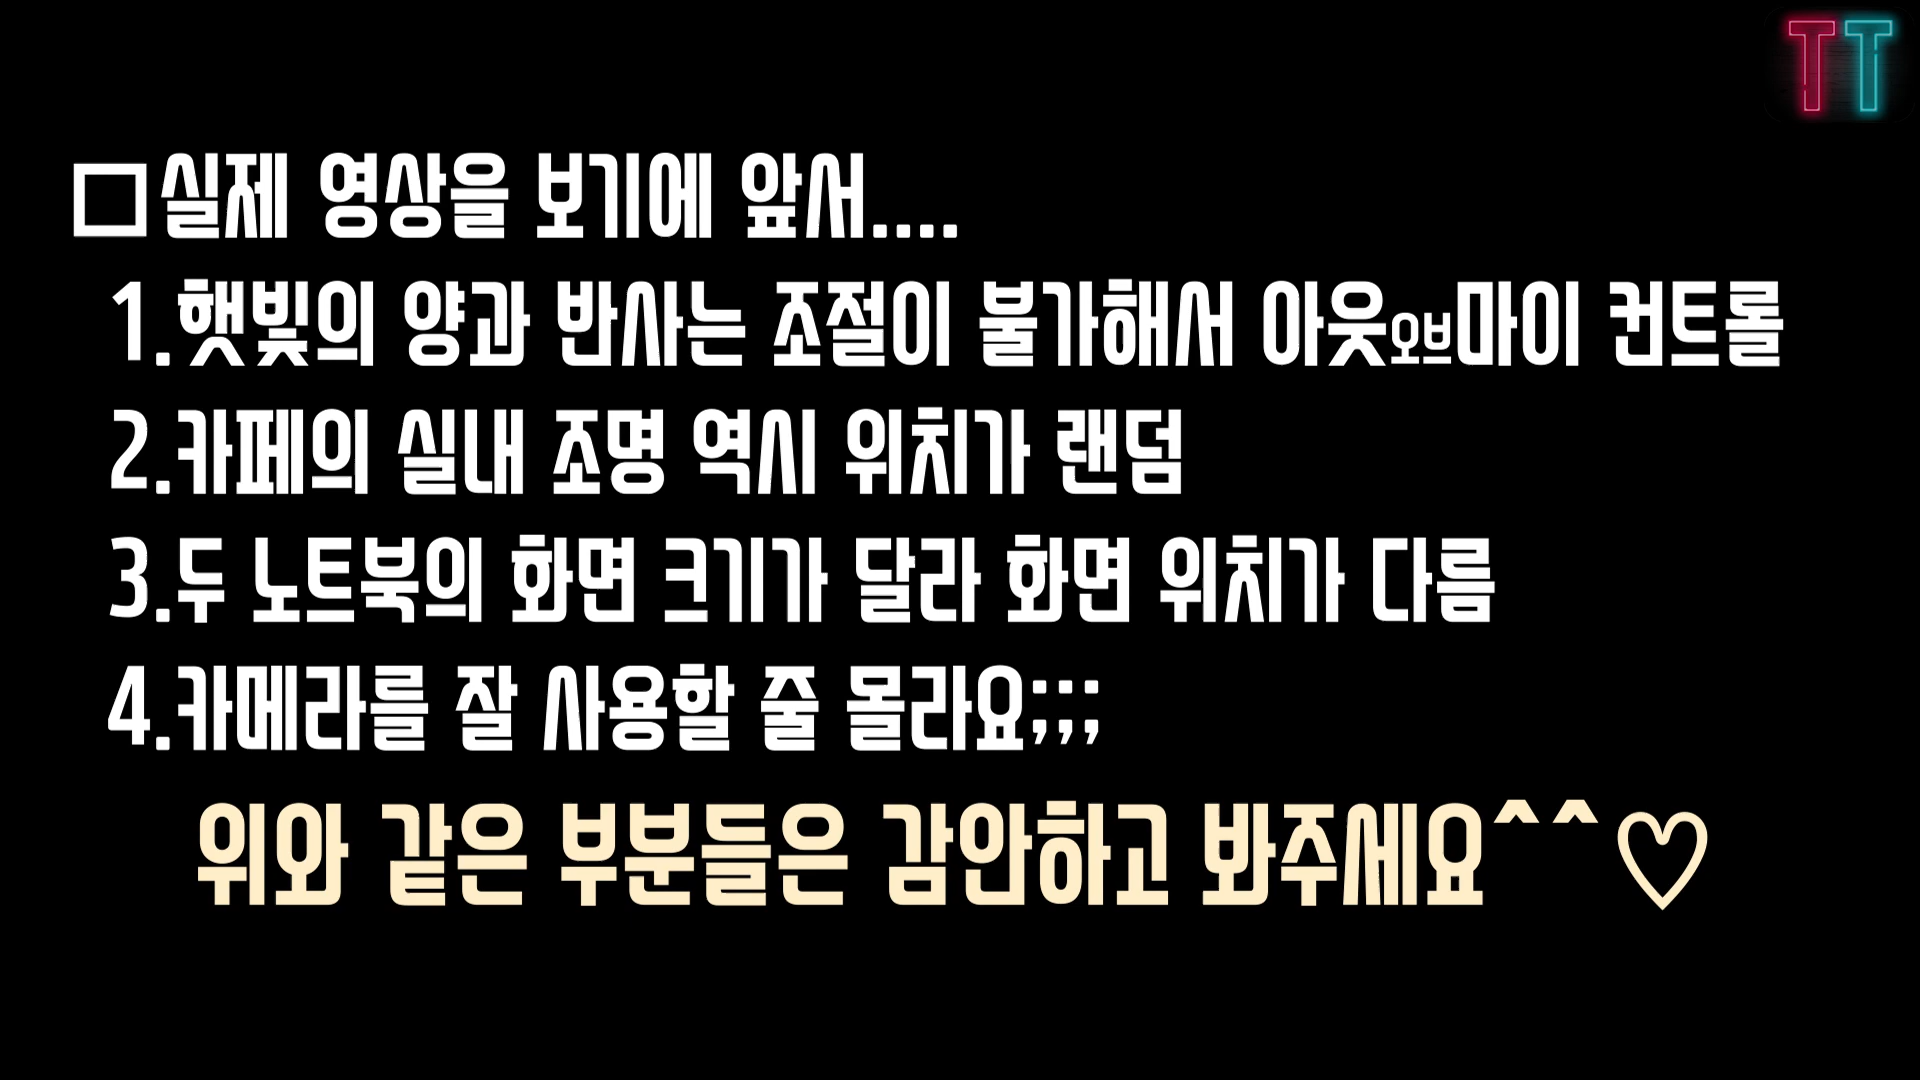 TT
□실제 영상을 보기에 앞서....
1.햇빛의 양과 반사는 조절이 불가해서 아웃오브마이 컨트롤
2.카페의 실내 조명 역시 위치가 랜덤
3.두 노트북의 화면 크기가 달라 화면 위치가 다름
4.카메라를 잘 사용할 줄 몰라요;;;
위와 같은 부분들은 감안하고 봐주세요^^♡